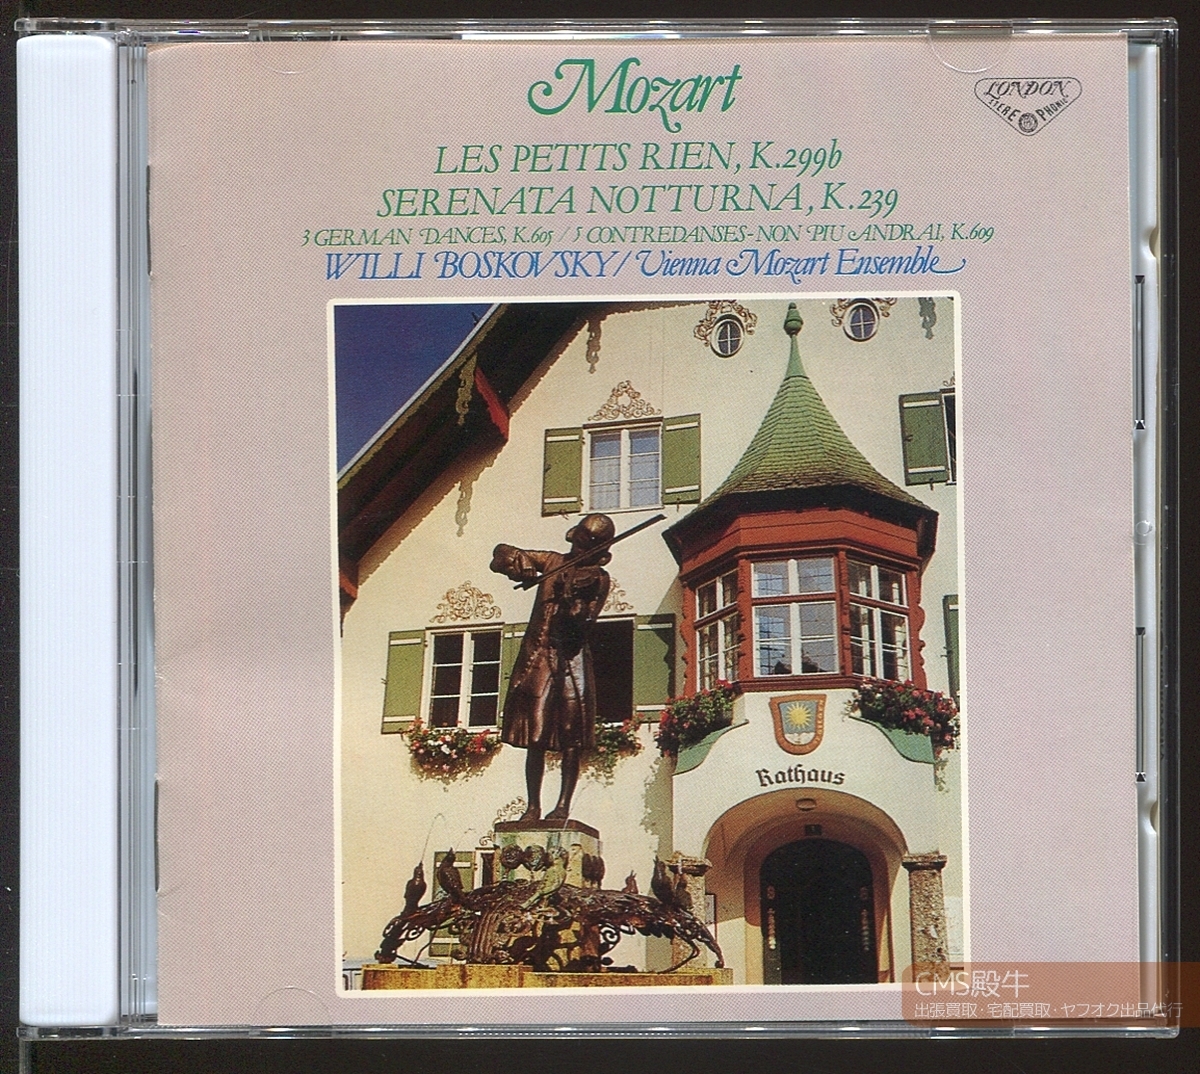 Mozart
LONDON
STEREOPHONIC
LES PETITS RIEN, K.299b
SERENATA NOTTURNA, K.239
3 GERMAN DANCES, K.605 / 5 CONTREDANSES-NON PIU ANDRAI, K.609
WILLI BOSKOVSKY/Vienna Mozart Ensemble
Rathaus
CMS殿牛
出張買取・宅配買取・ヤフオク出品代行